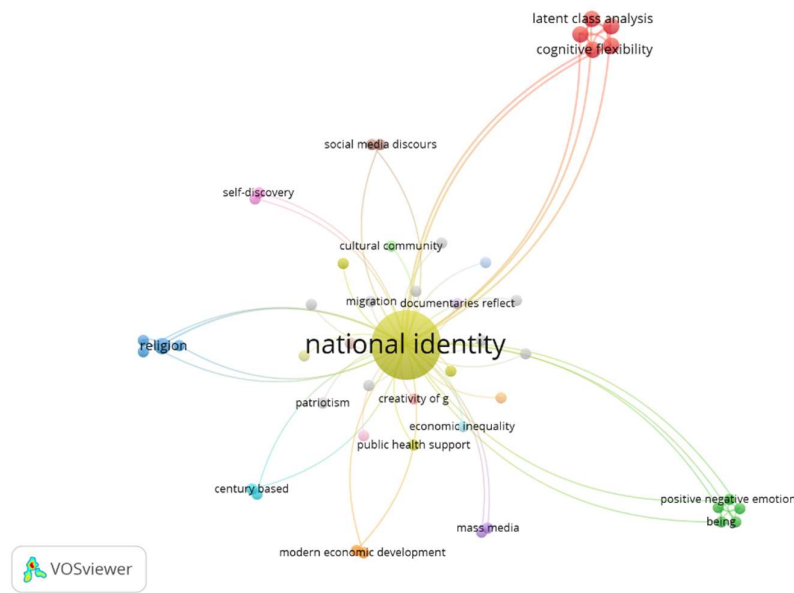 latent class analysis
cognitive flexibility
social media discours
self-discovery
cultural community
migration
documentaries reflect
religion
national identity
patriotism
creativity of g
economic inequality
public health support
century based
positive negative emotion
being
mass media
modern economic development
VOSviewer